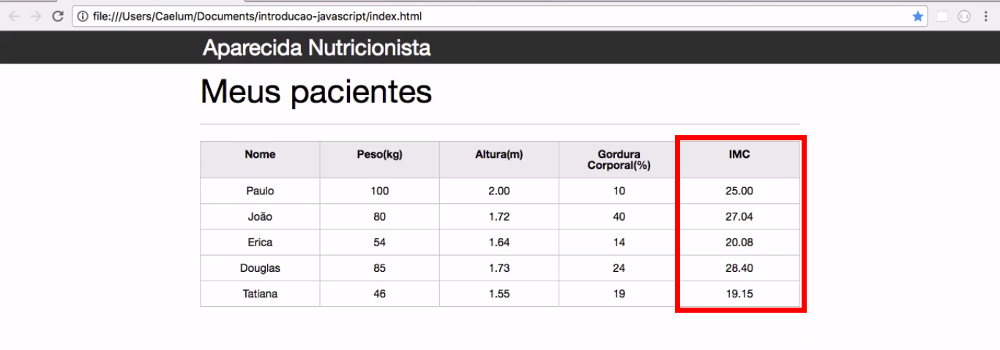 file:///Users/Caelum/Documents/introducao-javascript/index.html
Aparecida Nutricionista
Meus pacientes
Nome Peso(kg) Altura(m) Gordura Corporal(%) IMC
Paulo 100 2.00 10 25.00
João 80 1.72 40 27.04
Erica 54 1.64 14 20.08
Douglas 85 1.73 24 28.40
Tatiana 46 1.55 19 19.15